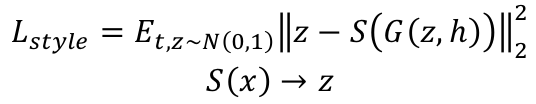 L_{style} = E_{t,z∼N(0,1)}‖z − S(G(z, h))‖_2^2
S(x) → z